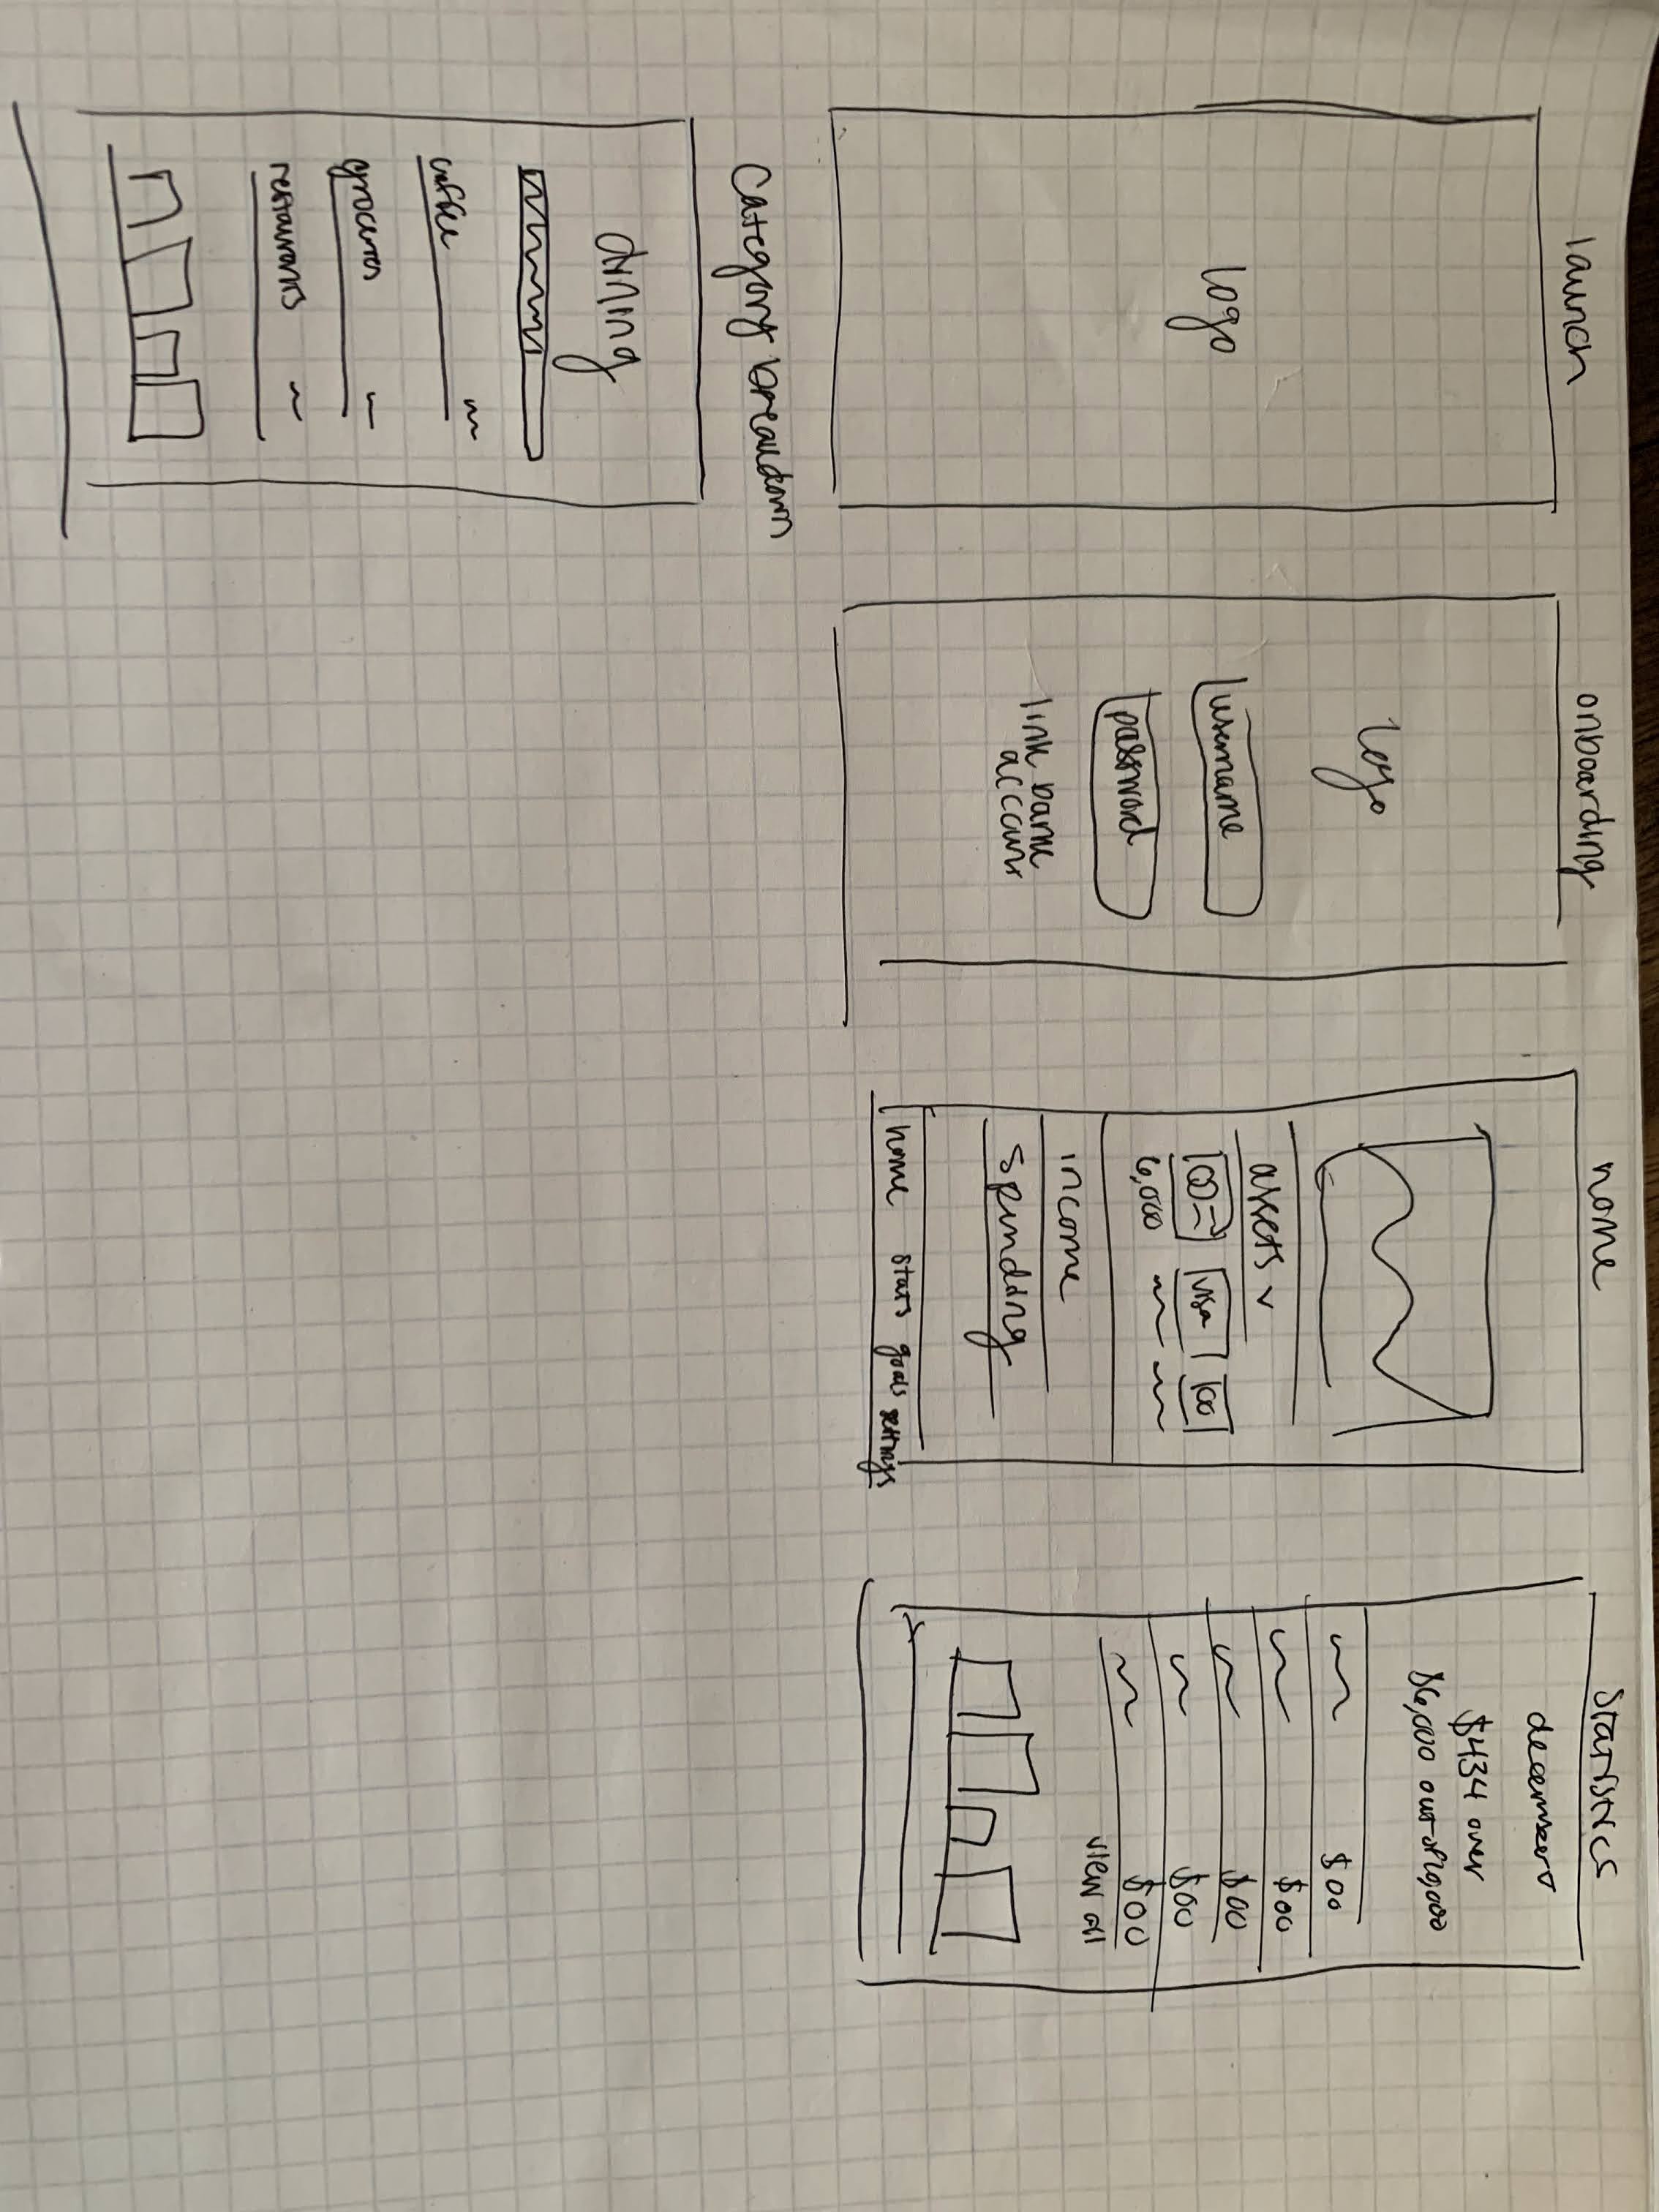 launch
logo
onboarding
logo
username
password
link bank
account
home
assets
visa
6,000
income
spending
home stats goals settings
statistics
december
$434 over
$6,000 out of 10,000
$00
$00
$00
$00
$00
view all
Category breakdown
dining
coffee
groceries
restaurants